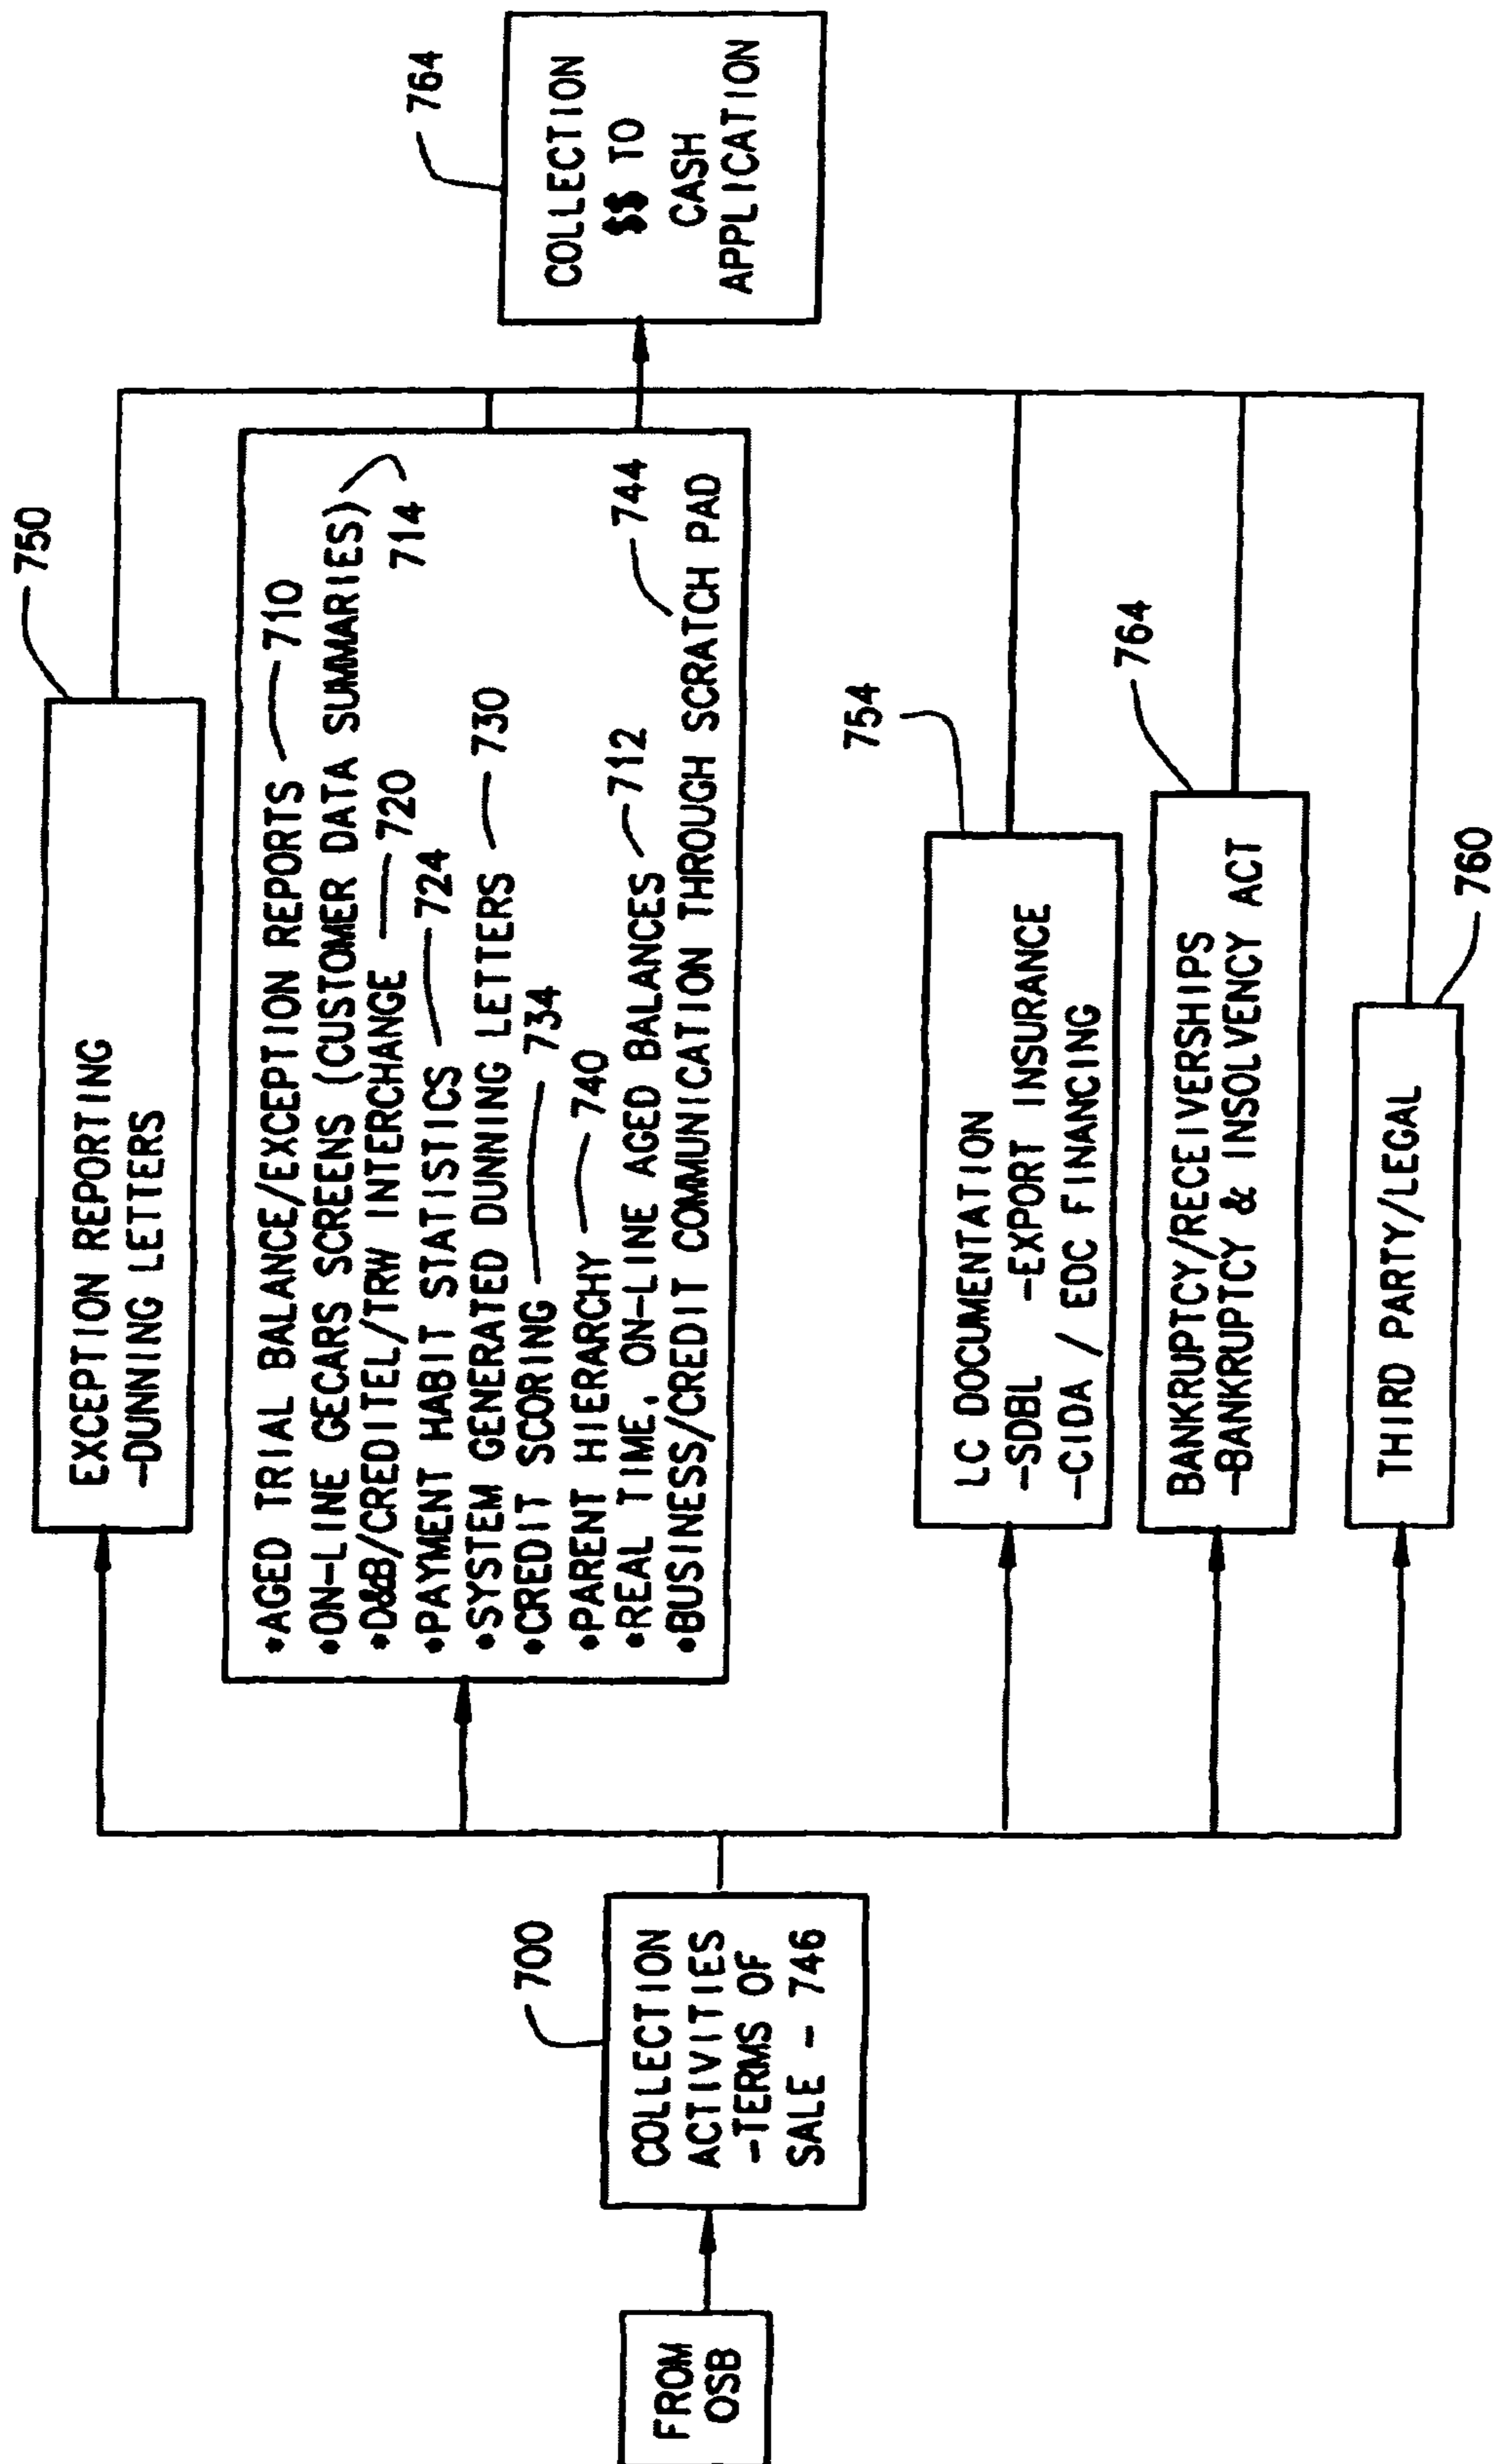 FROM
OSB
700
COLLECTION
ACTIVITIES
-TERMS OF
SALE - 746
750
EXCEPTION REPORTING
-DUNNING LETTERS
•AGED TRIAL BALANCE/EXCEPTION REPORTS 710
•ON-LINE GECARS SCREENS (CUSTOMER DATA SUMMARIES) 714
•D&B/CREDITEL/TRW INTERCHANGE 720
•PAYMENT HABIT STATISTICS 724
•SYSTEM GENERATED DUNNING LETTERS 730
•CREDIT SCORING 734
•PARENT HIERARCHY 740
•REAL TIME, ON-LINE AGED BALANCES 712
•BUSINESS/CREDIT COMMUNICATION THROUGH SCRATCH PAD 744
754
LC DOCUMENTATION
-SDBL -EXPORT INSURANCE
-CIDA / EDC FINANCING
764
BANKRUPTCY/RECEIVERSHIPS
-BANKRUPTCY & INSOLVENCY ACT
THIRD PARTY/LEGAL
760
764
COLLECTION
$$ TO
CASH
APPLICATION